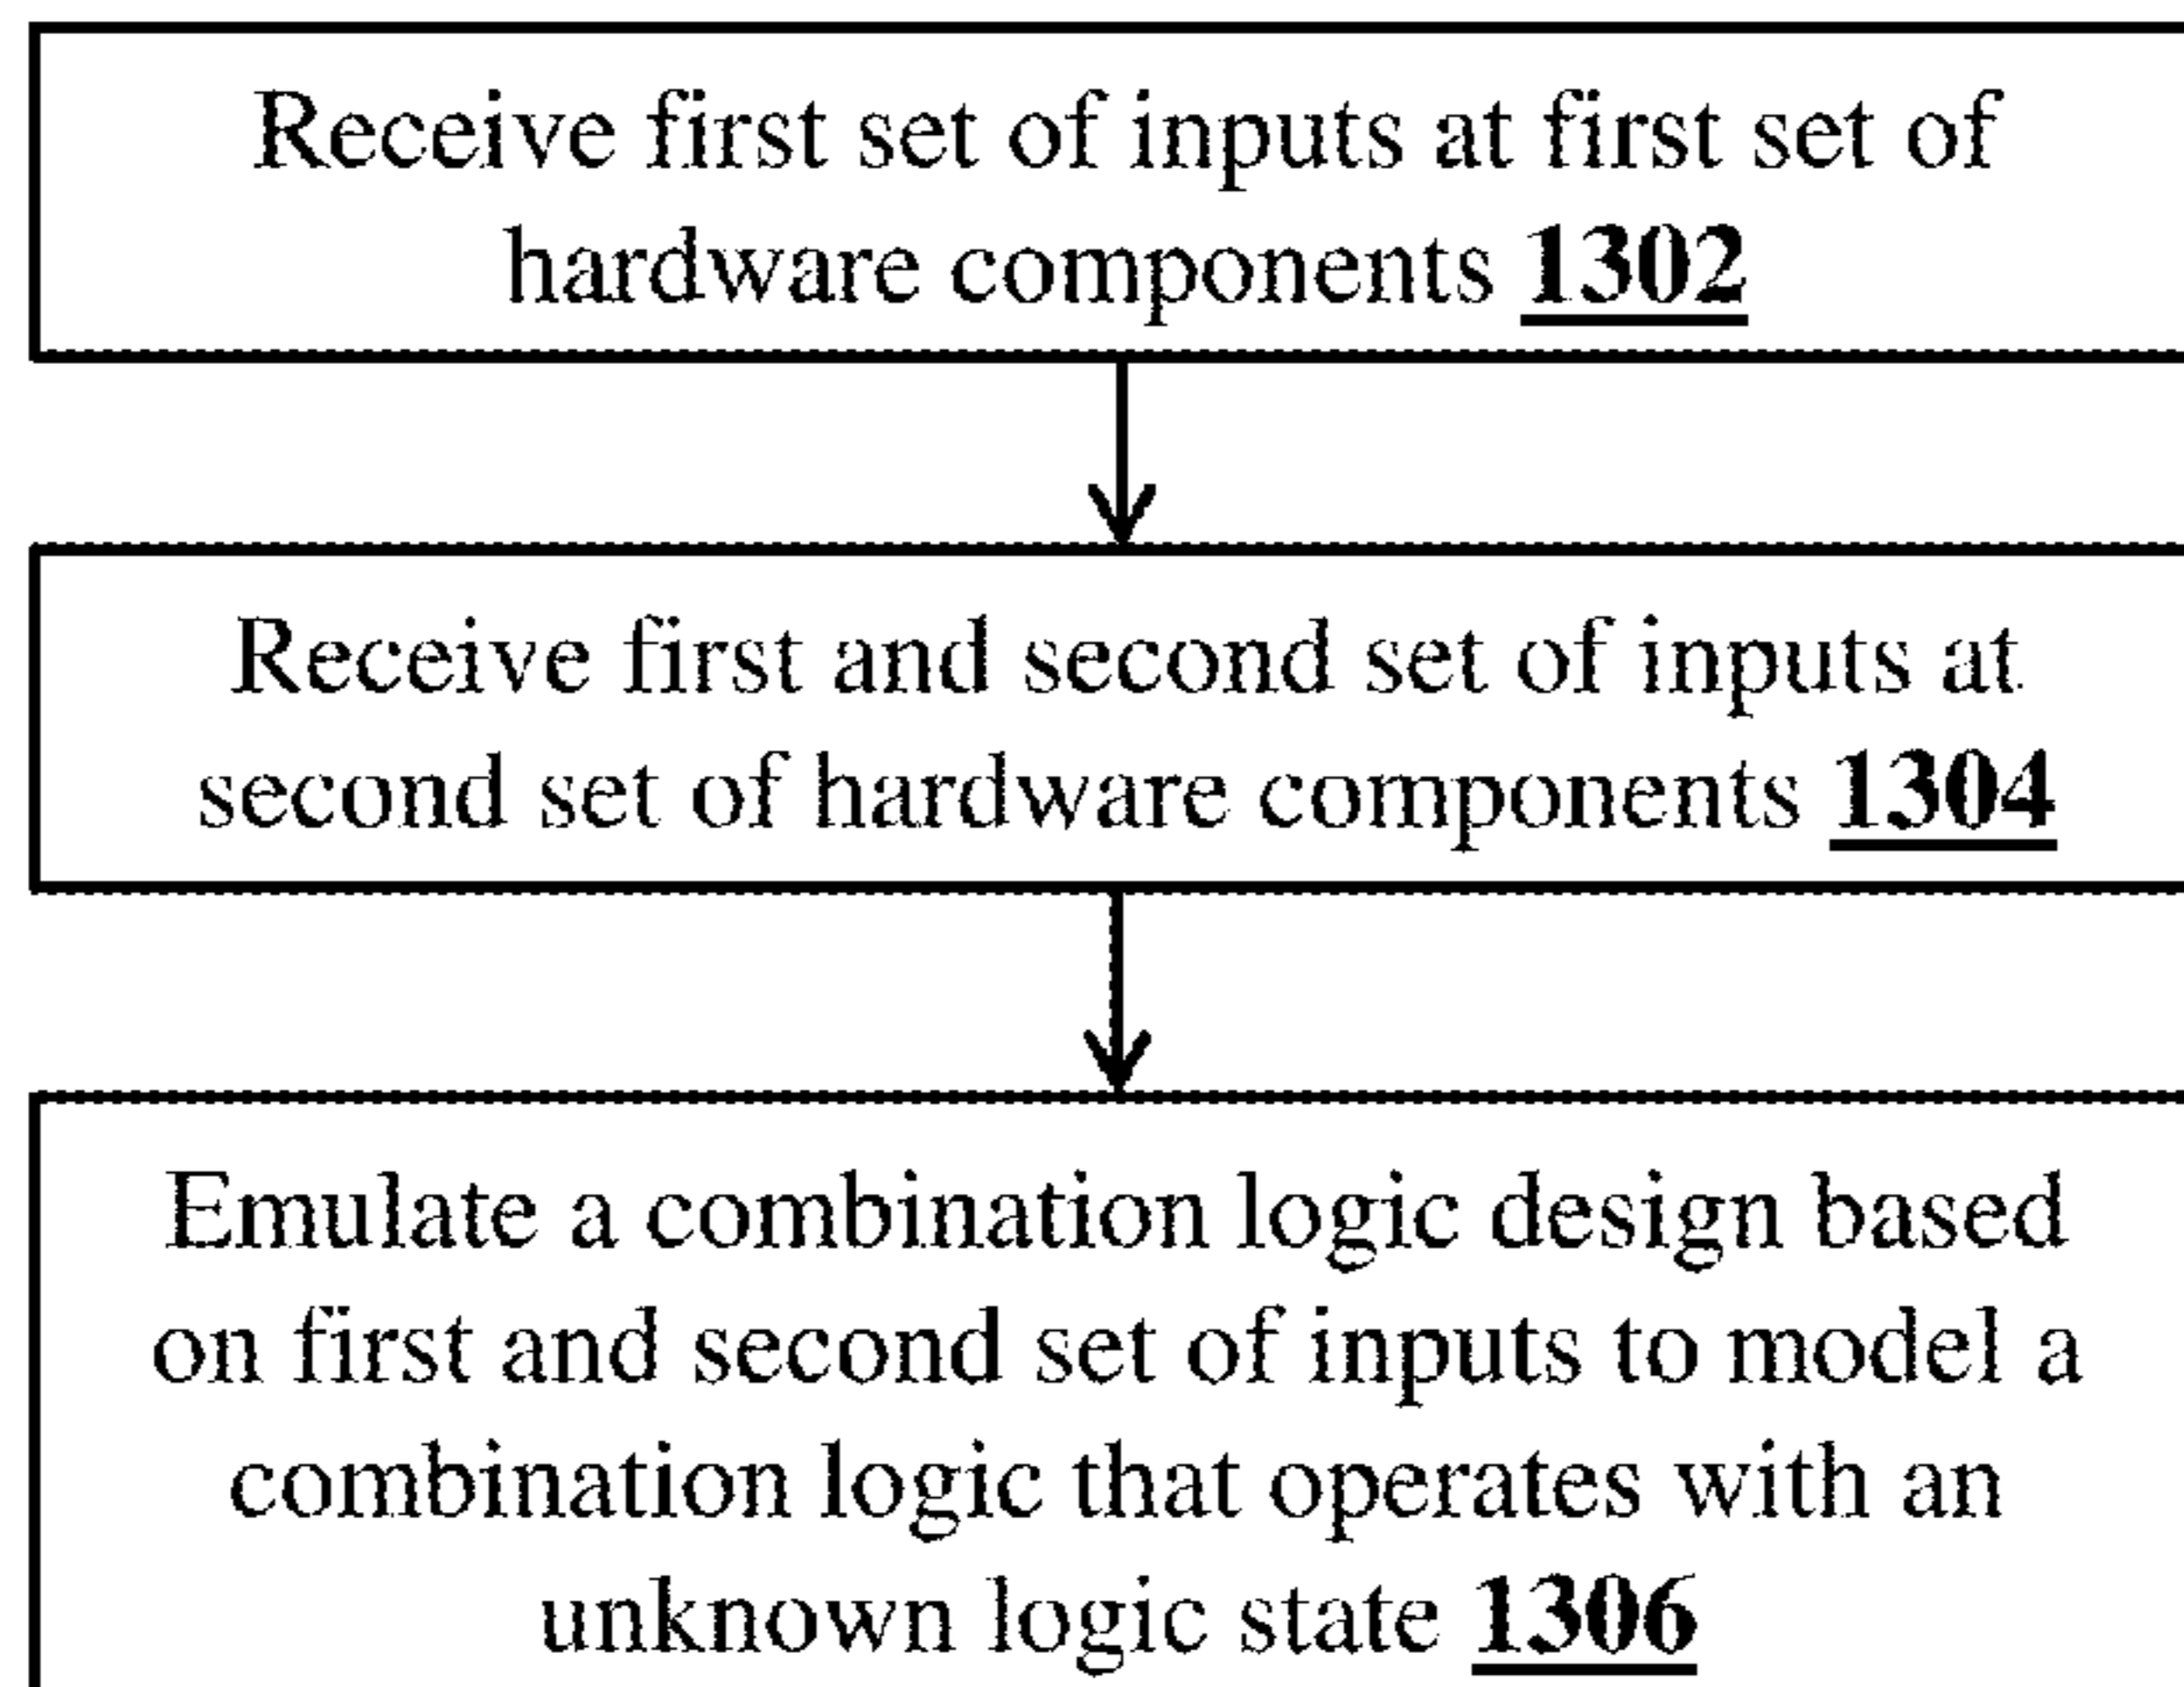 Receive first set of inputs at first set of
hardware components 1302
Receive first and second set of inputs at
second set of hardware components 1304
Emulate a combination logic design based
on first and second set of inputs to model a
combination logic that operates with an
unknown logic state 1306